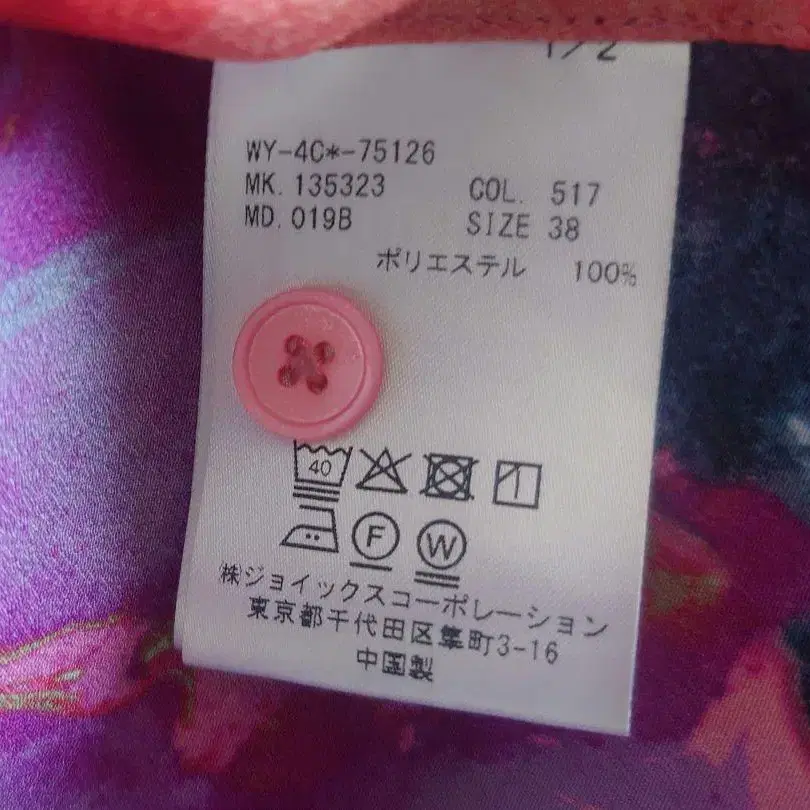 1/2
WY-4C*-75126
MK. 135323 COL. 517
MD. 019B SIZE 38
ポリエステル 100%
40
F W
㈱ジョイックスコーポレーション
東京都千代田区隼町3-16
中国製